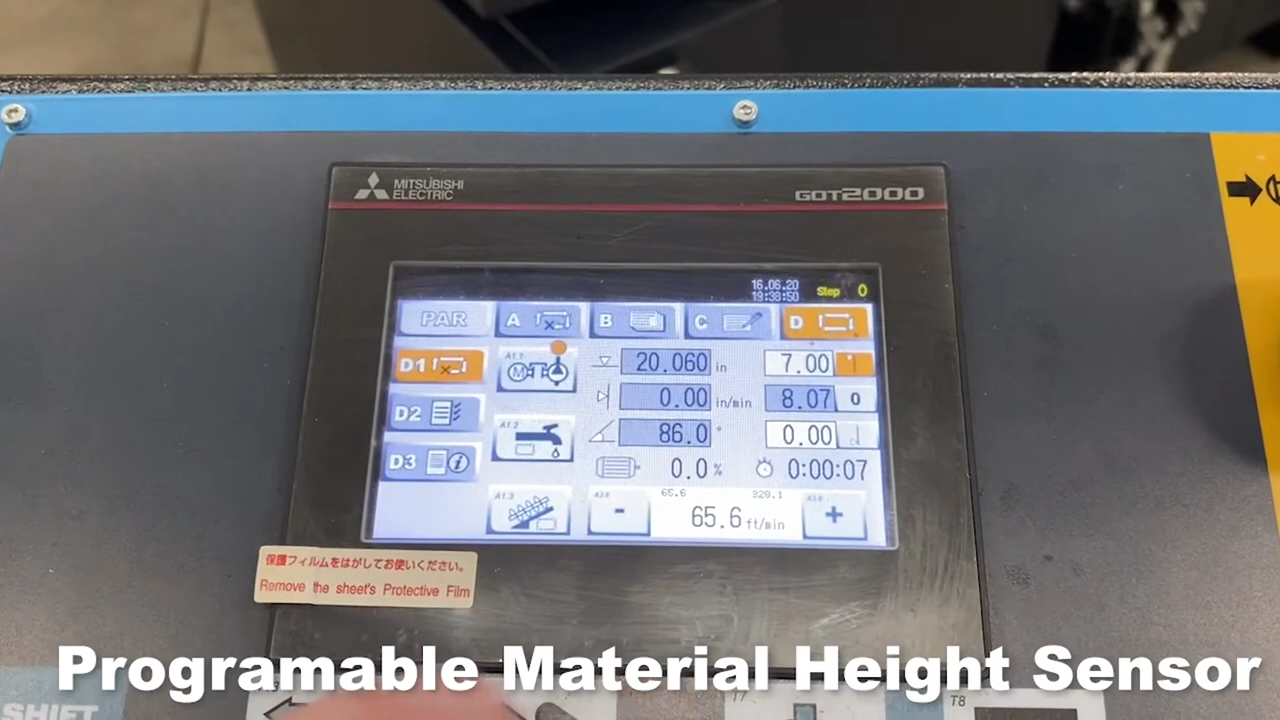 MITSUBISHI
ELECTRIC
GOT2000
16.06.20
19:38:50
Step 0
PAR
A
B
C
D
D1
A1.1
M
20.060 in
7.00
D2
0.00 in/min
8.07
0
A1.2
86.0 °
0.00
D3
0.0 %
0:00:07
A1.3
-
65.6
328.1
65.6 ft/min
+
保護フィルムをはがしてお使いください。
Remove the sheet's Protective Film
Programable Material Height Sensor
SHIFT
17
T8